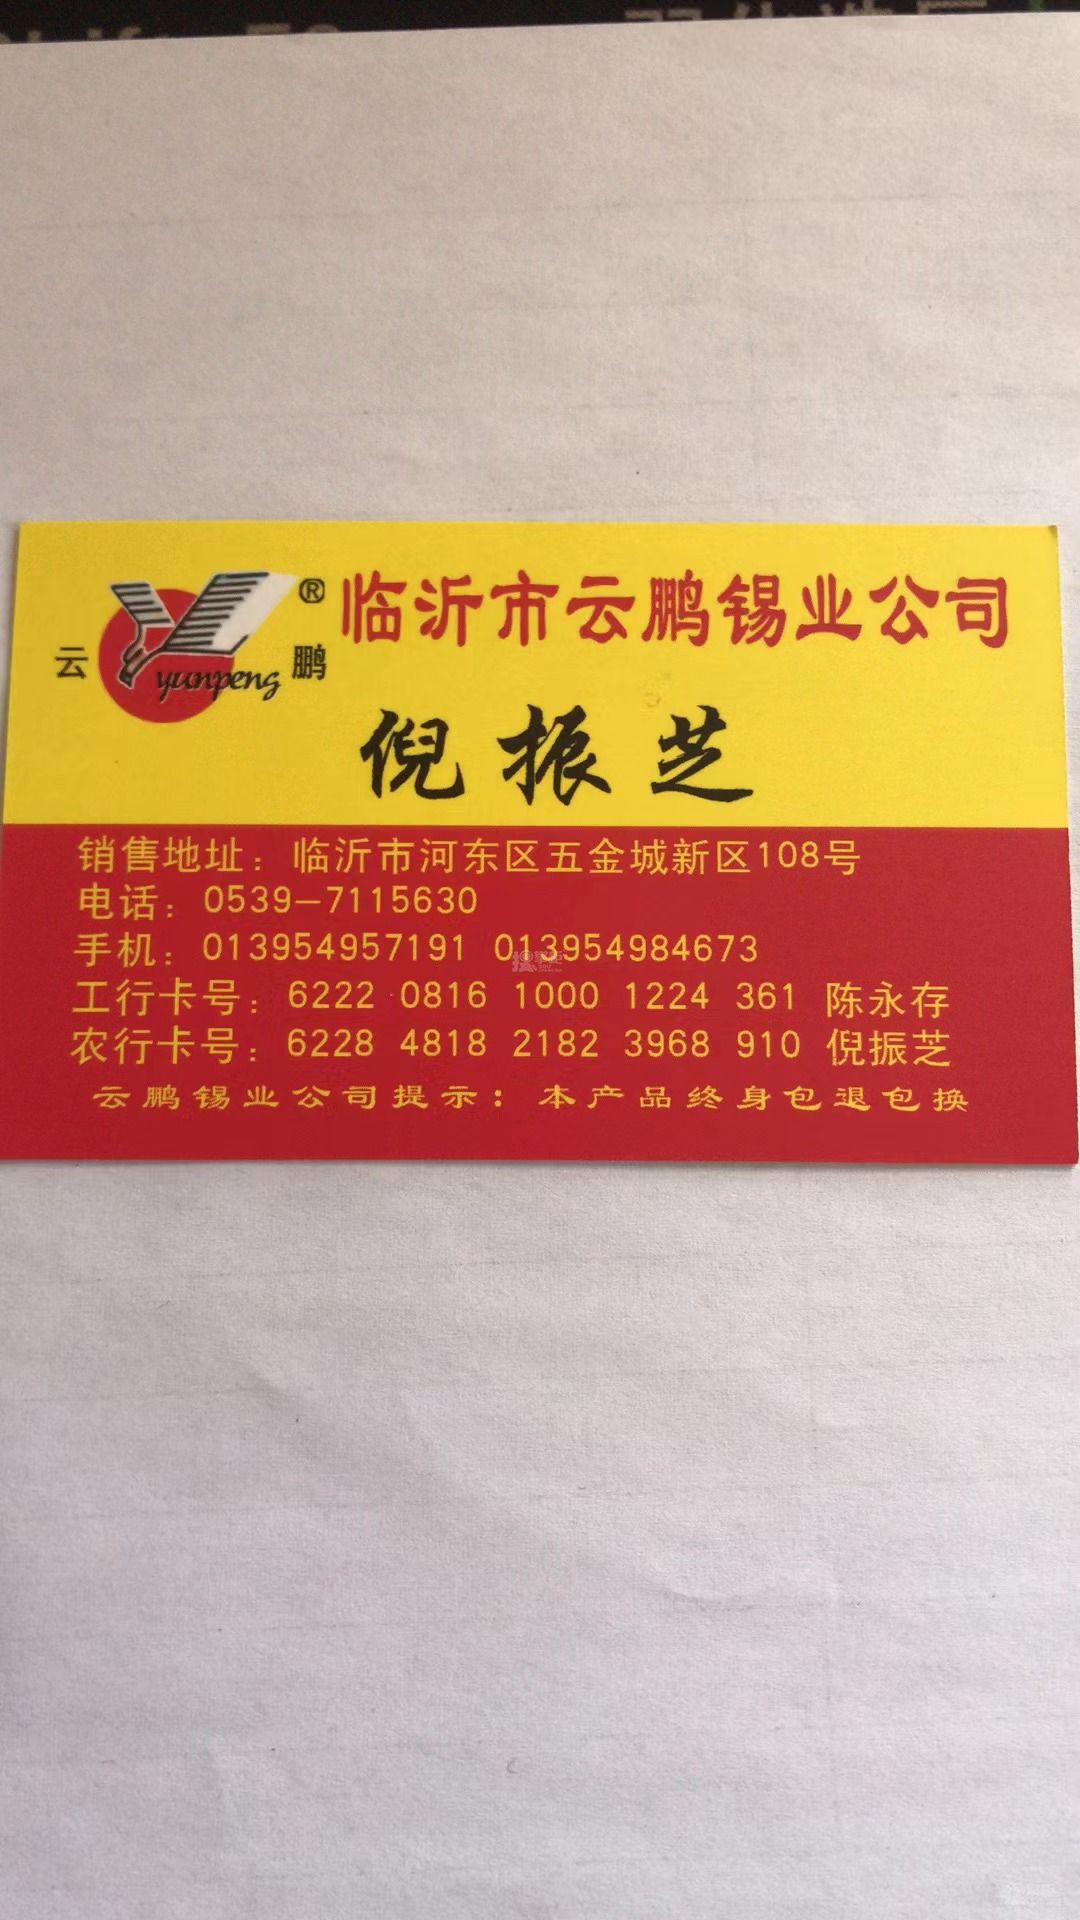 临沂市云鹏锡业公司
®
云 yunpeng 鹏
倪振芝
销售地址：临沂市河东区五金城新区108号
电话：0539-7115630
手机：013954957191 013954984673
工行卡号：6222 0816 1000 1224 361 陈永存
农行卡号：6228 4818 2182 3968 910 倪振芝
云鹏锡业公司提示：本产品终身包退包换